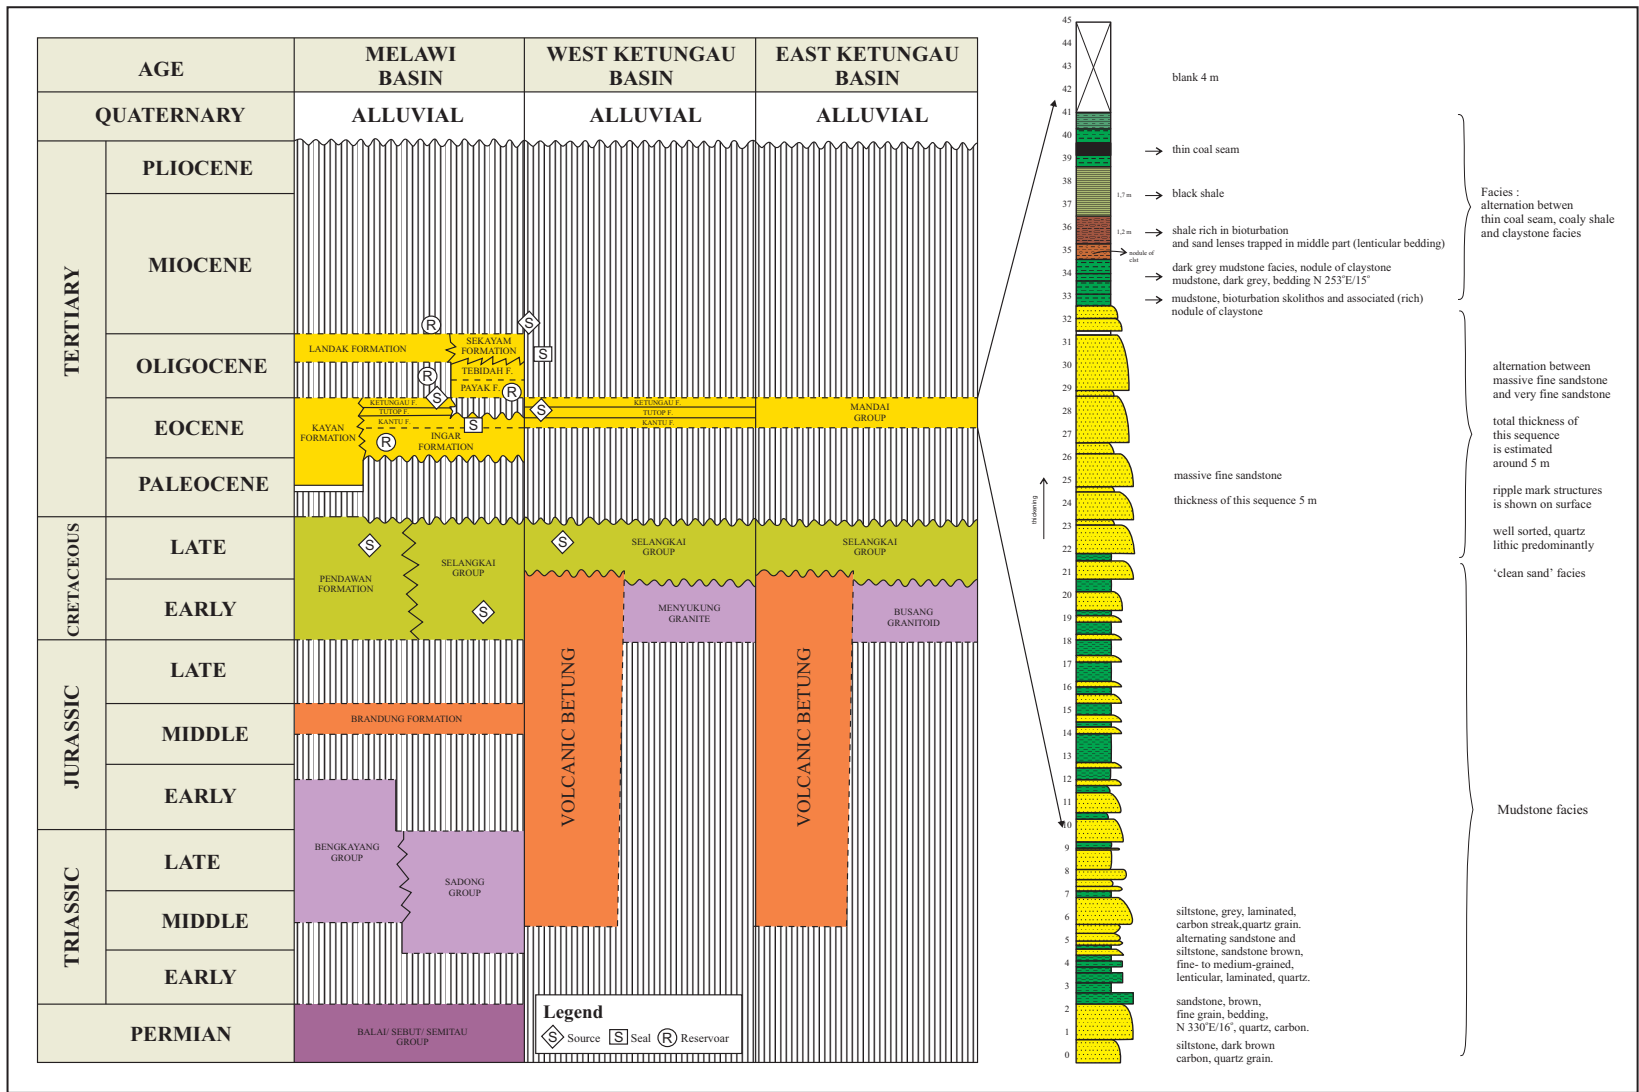 AGE
MELAWI
BASIN
WEST KETUNGAU
BASIN
EAST KETUNGAU
BASIN
QUATERNARY
ALLUVIAL
ALLUVIAL
ALLUVIAL
TERTIARY
PLIOCENE
MIOCENE
OLIGOCENE
EOCENE
PALEOCENE
CRETACEOUS
LATE
EARLY
JURASSIC
LATE
MIDDLE
EARLY
TRIASSIC
LATE
MIDDLE
EARLY
PERMIAN
R
S
S
LANDAK FORMATION
SEKAYAM
FORMATION
TEBIDAH F.
PAYAK F.
R
S
R
KETUNGAU F.
TUTOP F.
KANTU F.
S
KAYAN
FORMATION
R
INGAR
FORMATION
S
KETUNGAU F.
TUTOP F.
KANTU F.
MANDAI
GROUP
S
PENDAWAN
FORMATION
SELANGKAI
GROUP
S
S
SELANGKAI
GROUP
SELANGKAI
GROUP
MENYUKUNG
GRANITE
BUSANG
GRANITOID
VOLCANIC BETUNG
VOLCANIC BETUNG
BRANDUNG FORMATION
BENGKAYANG
GROUP
SADONG
GROUP
BALAI/ SEBUT/ SEMITAU
GROUP
Legend
S Source S Seal R Reservoar
45
44
43
42
41
40
39
38
37
36
35
34
33
32
31
30
29
28
27
26
25
24
23
22
21
20
19
18
17
16
15
14
13
12
11
10
9
8
7
6
5
4
3
2
1
0
thickening
blank 4 m
thin coal seam
1,7 m
black shale
1,2 m
shale rich in bioturbation
and sand lenses trapped in middle part (lenticular bedding)
nodule of
clst
dark grey mudstone facies, nodule of claystone
mudstone, dark grey, bedding N 253°E/15°
mudstone, bioturbation skolithos and associated (rich)
nodule of claystone
massive fine sandstone
thickness of this sequence 5 m
siltstone, grey, laminated,
carbon streak,quartz grain.
alternating sandstone and
siltstone, sandstone brown,
fine- to medium-grained,
lenticular, laminated, quartz.
sandstone, brown,
fine grain, bedding,
N 330°E/16°, quartz, carbon.
siltstone, dark brown
carbon, quartz grain.
Facies :
alternation betwen
thin coal seam, coaly shale
and claystone facies
alternation between
massive fine sandstone
and very fine sandstone
total thickness of
this sequence
is estimated
around 5 m
ripple mark structures
is shown on surface
well sorted, quartz
lithic predominantly
‘clean sand’ facies
Mudstone facies